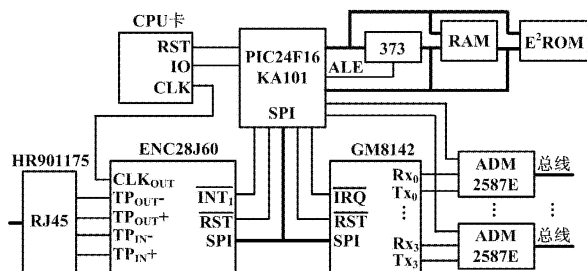 CPU卡
RST
IO
CLK
PIC24F16
KA101
SPI
ALE
373
RAM
E²ROM
HR901175
RJ45
ENC28J60
CLKOUT
TPOUT-
TPOUT+
TPIN-
TPIN+
INT1
RST
SPI
GM8142
IRQ
RST
SPI
Rx0
Tx0
⋮
Rx3
Tx3
ADM
2587E
总线
⋮
⋮
ADM
2587E
总线